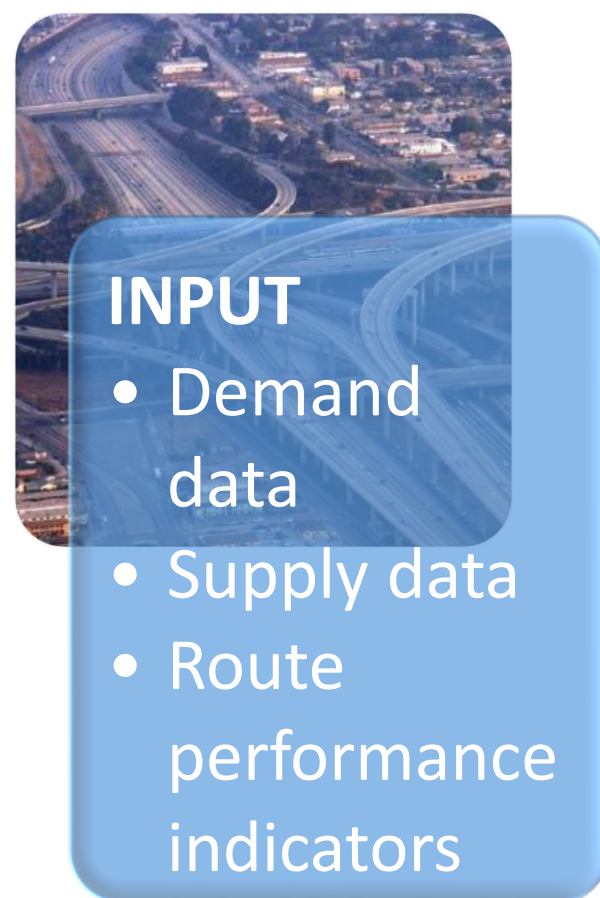 INPUT
• Demand
data
• Supply data
• Route
performance
indicators